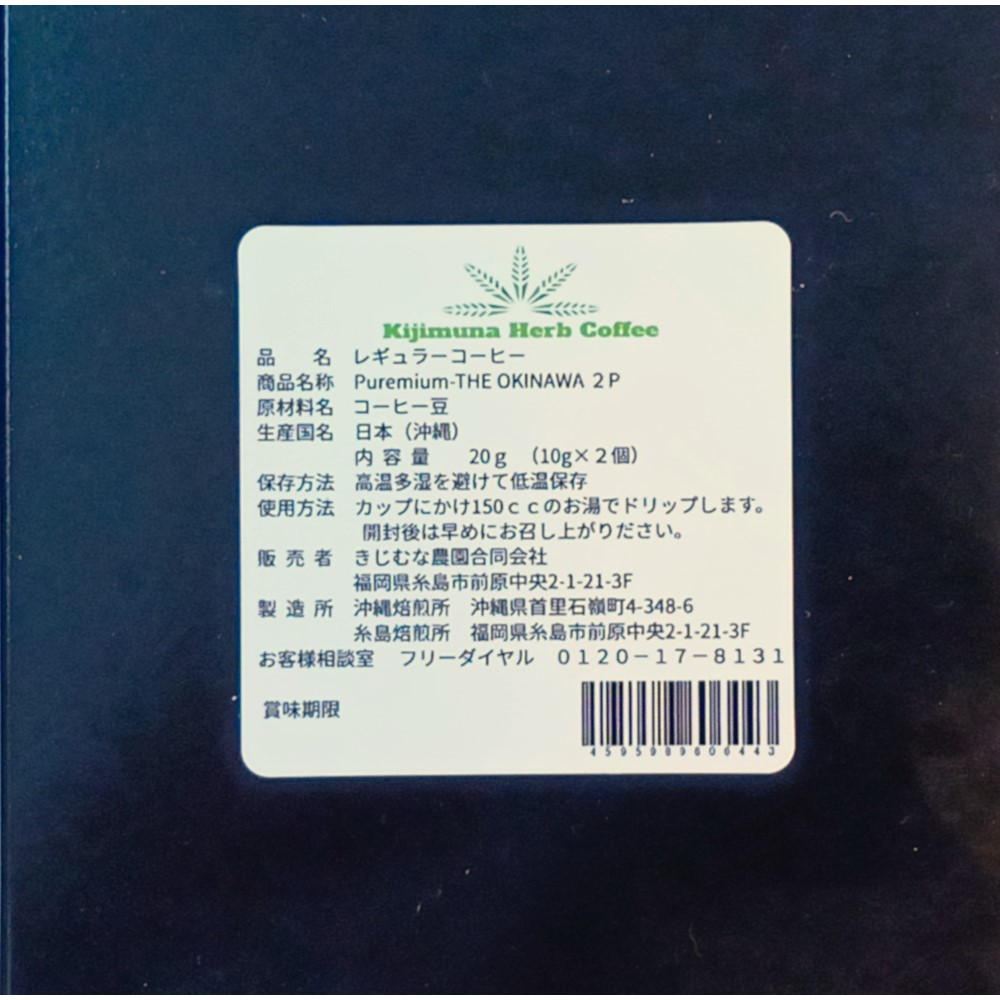 Kijimuna Herb Coffee
品　　名　レギュラーコーヒー
商品名称　Puremium-THE OKINAWA ２P
原材料名　コーヒー豆
生産国名　日本（沖縄）
内 容 量　　20ｇ　（10g×２個）
保存方法　高温多湿を避けて低温保存
使用方法　カップにかけ150ｃｃのお湯でドリップします。
開封後は早めにお召し上がりださい。
販 売 者　きじむな農園合同会社
福岡県糸島市前原中央2-1-21-3F
製 造 所　沖縄焙煎所　沖縄県首里石嶺町4-348-6
糸島焙煎所　福岡県糸島市前原中央2-1-21-3F
お客様相談室　フリーダイヤル　０１２０－１７－８１３１
賞味期限
4595989606443